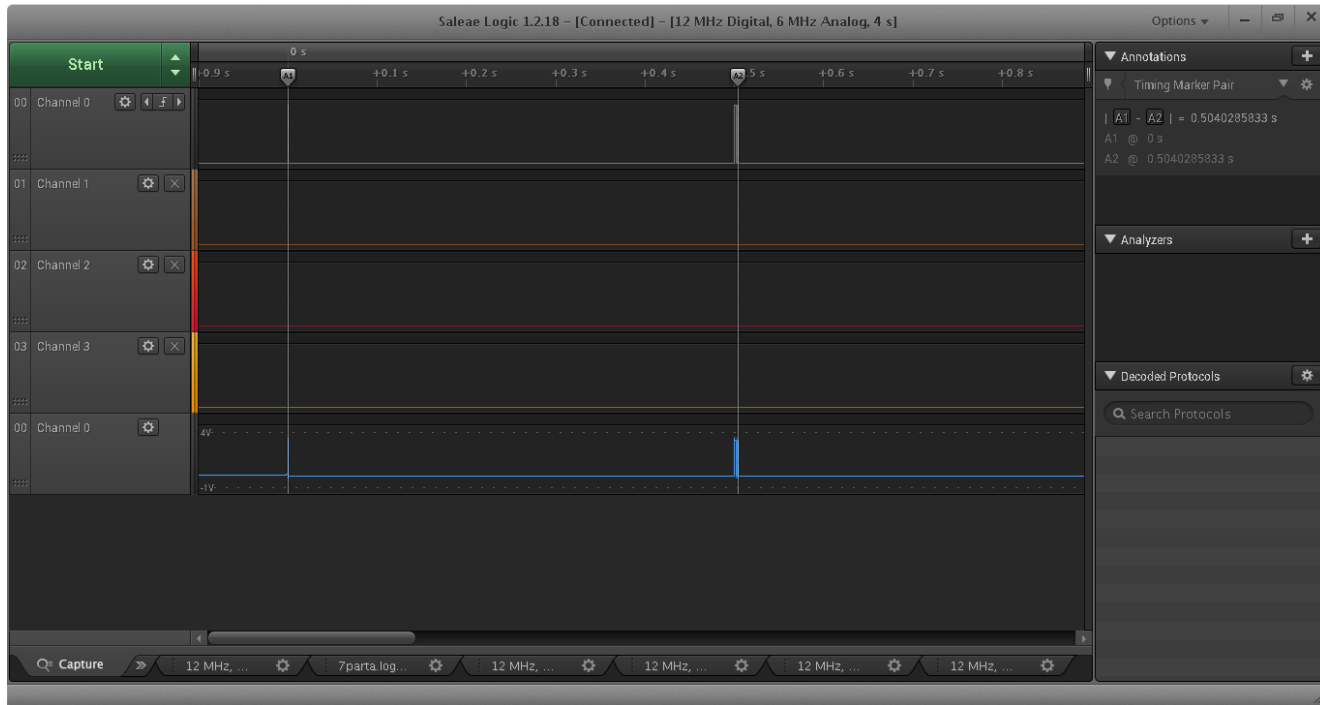 Saleae Logic 1.2.18 – [Connected] – [12 MHz Digital, 6 MHz Analog, 4 s]
Options
Start
0 s
+0.9 s
A1
+0.1 s
+0.2 s
+0.3 s
+0.4 s
A2
.5 s
+0.6 s
+0.7 s
+0.8 s
00 Channel 0
01 Channel 1
02 Channel 2
03 Channel 3
00 Channel 0
4V
-1V
Annotations
Timing Marker Pair
| A1 - A2 | = 0.5040285833 s
A1 @ 0 s
A2 @ 0.5040285833 s
Analyzers
Decoded Protocols
Search Protocols
Capture
12 MHz, ...
7parta.log...
12 MHz, ...
12 MHz, ...
12 MHz, ...
12 MHz, ...